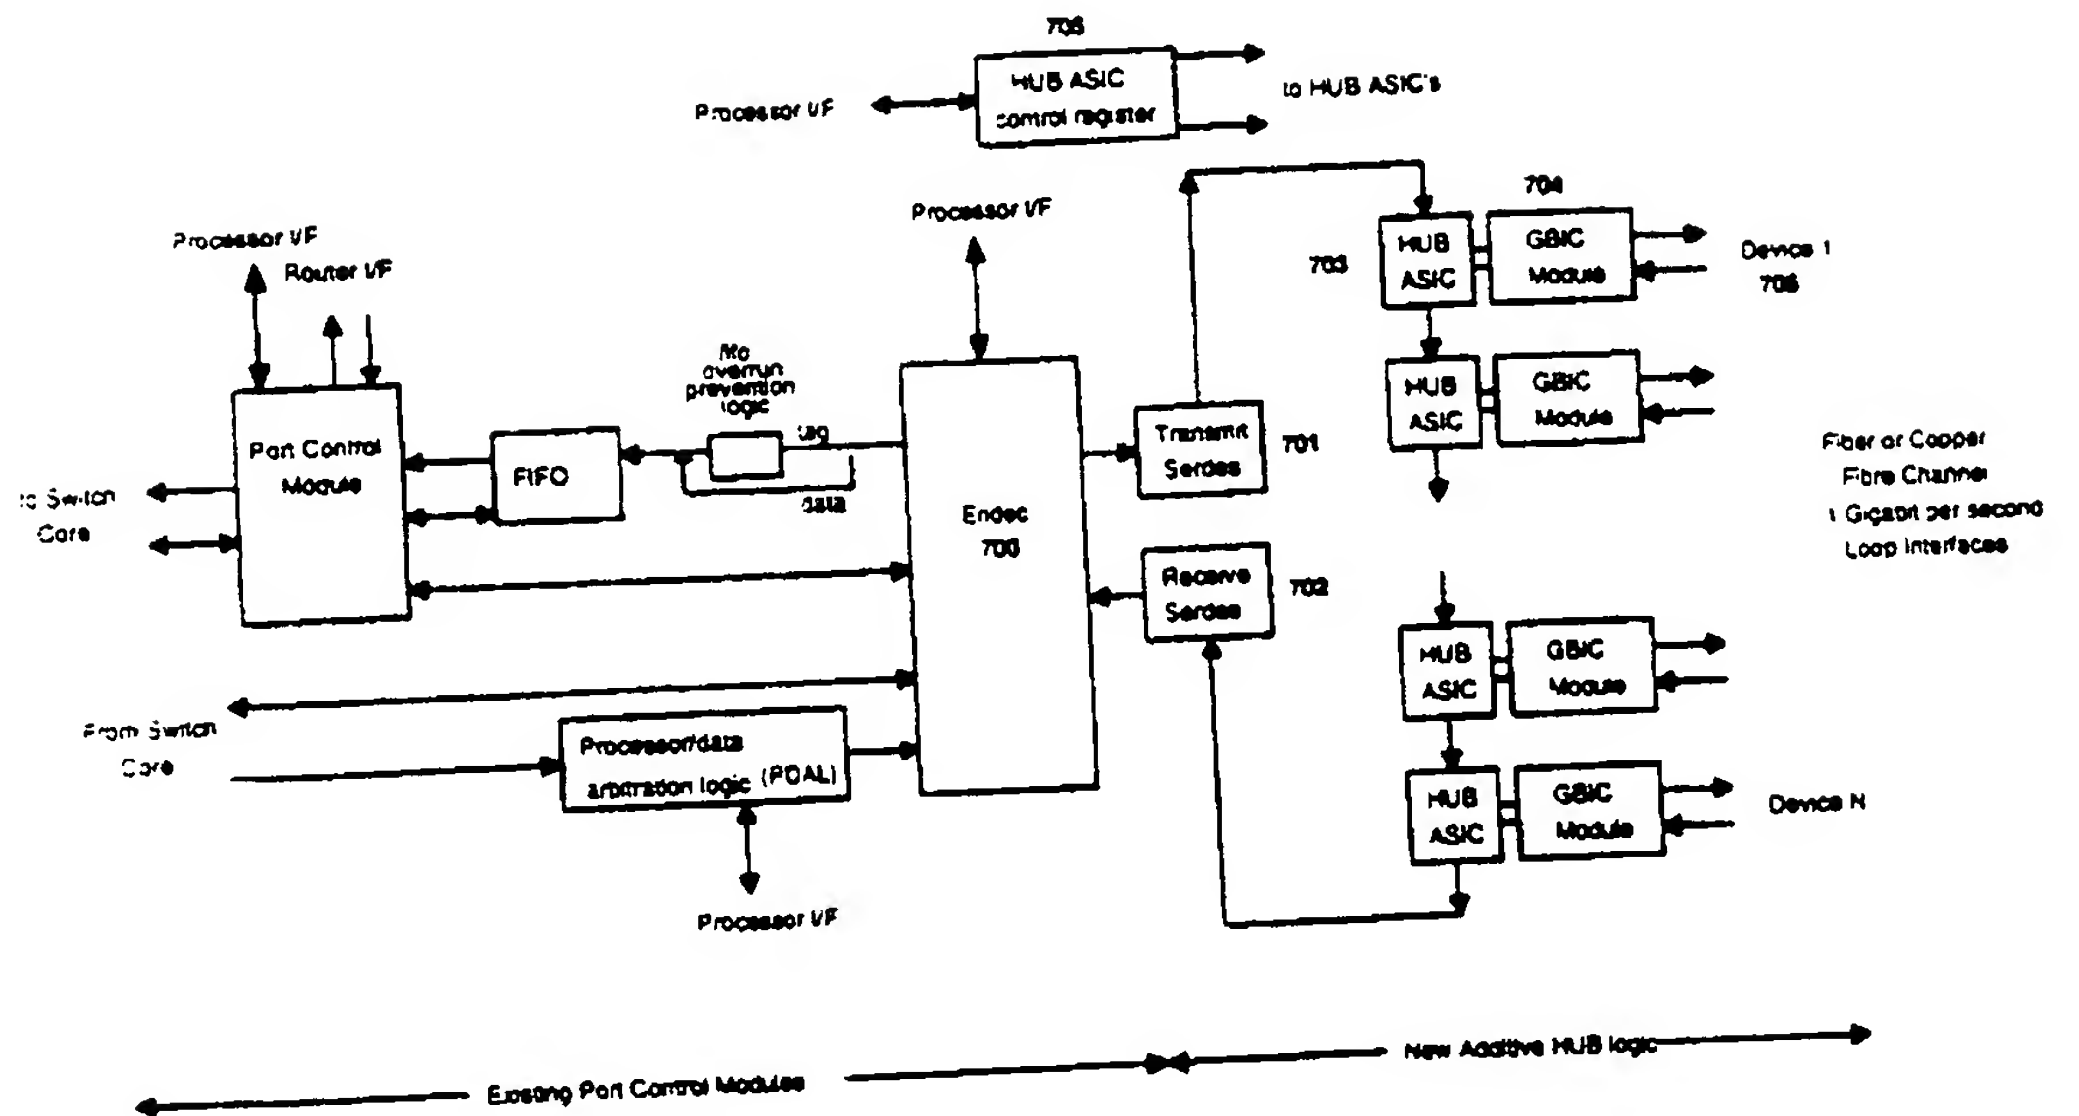 706
HUB ASIC
control register
Processor I/F
to HUB ASIC's
Processor I/F
Router I/F
Processor I/F
704
703
HUB
ASIC
GBIC
Module
Device 1
HUB
ASIC
GBIC
Module
overrun
prevention
logic
tag
data
Port Control
Module
FIFO
to Switch
Core
Endec
700
Transmit
Serdes
701
Receive
Serdes
702
Fiber or Copper
Fibre Channel
1 Gigabit per second
Loop Interfaces
HUB
ASIC
GBIC
Module
HUB
ASIC
GBIC
Module
Device N
From Switch
Core
Processor/data
arbitration logic (PDAL)
Processor I/F
Existing Port Control Modules
New Additive HUB logic